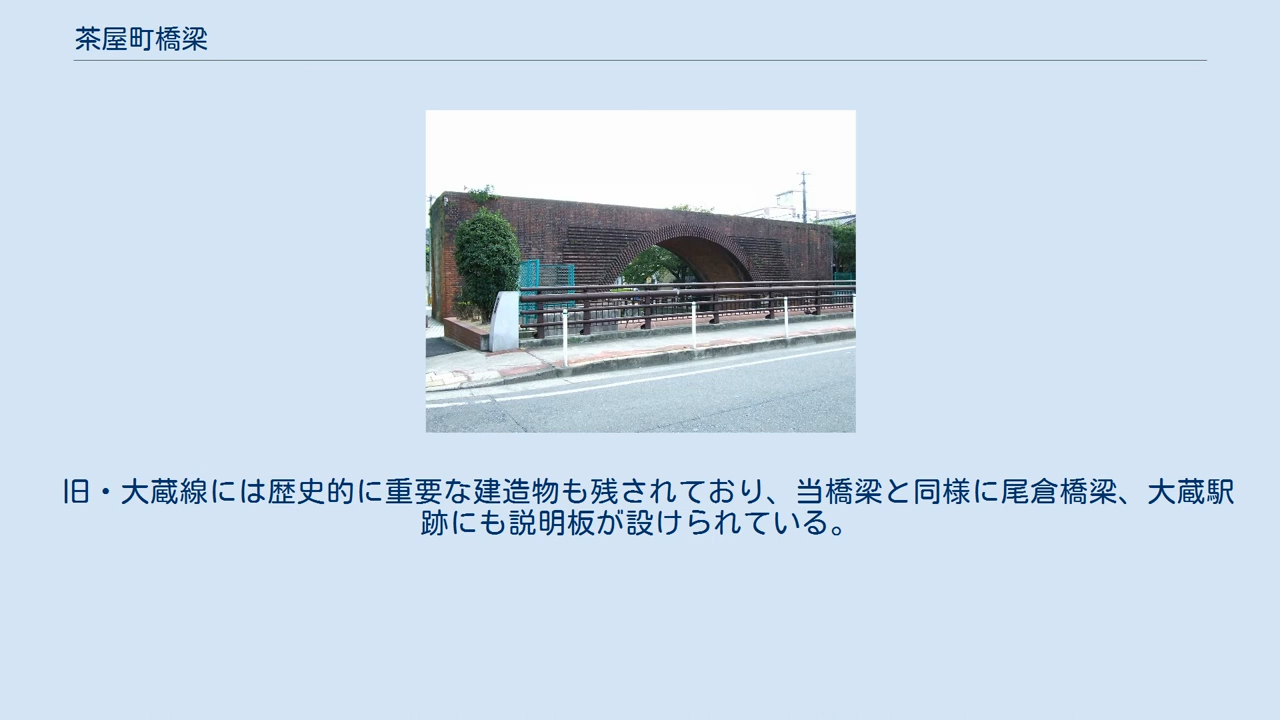 茶屋町橋梁
旧・大蔵線には歴史的に重要な建造物も残されており、当橋梁と同様に尾倉橋梁、大蔵駅
跡にも説明板が設けられている。